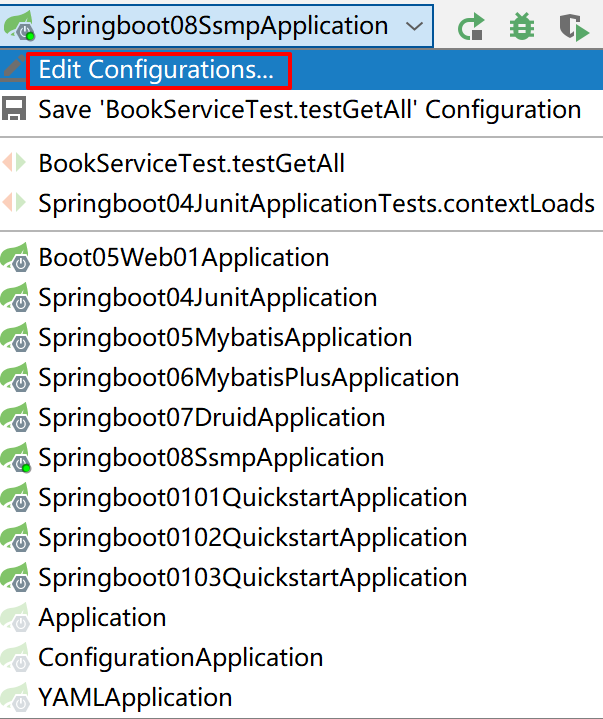 Springboot08SsmpApplication
Edit Configurations...
Save 'BookServiceTest.testGetAll' Configuration
BookServiceTest.testGetAll
Springboot04JunitApplicationTests.contextLoads
Boot05Web01Application
Springboot04JunitApplication
Springboot05MybatisApplication
Springboot06MybatisPlusApplication
Springboot07DruidApplication
Springboot08SsmpApplication
Springboot0101QuickstartApplication
Springboot0102QuickstartApplication
Springboot0103QuickstartApplication
Application
ConfigurationApplication
YAMLApplication